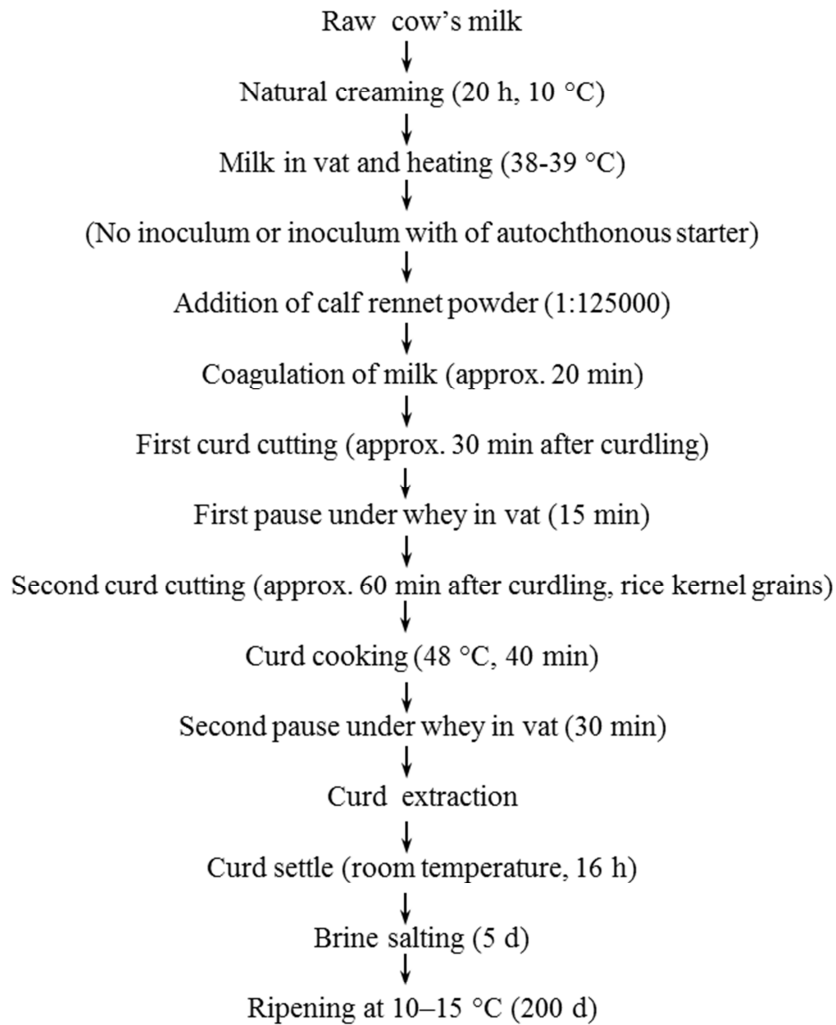 Raw cow's milk
Natural creaming (20 h, 10 °C)
Milk in vat and heating (38-39 °C)
(No inoculum or inoculum with of autochthonous starter)
Addition of calf rennet powder (1:125000)
Coagulation of milk (approx. 20 min)
First curd cutting (approx. 30 min after curdling)
First pause under whey in vat (15 min)
Second curd cutting (approx. 60 min after curdling, rice kernel grains)
Curd cooking (48 °C, 40 min)
Second pause under whey in vat (30 min)
Curd extraction
Curd settle (room temperature, 16 h)
Brine salting (5 d)
Ripening at 10–15 °C (200 d)